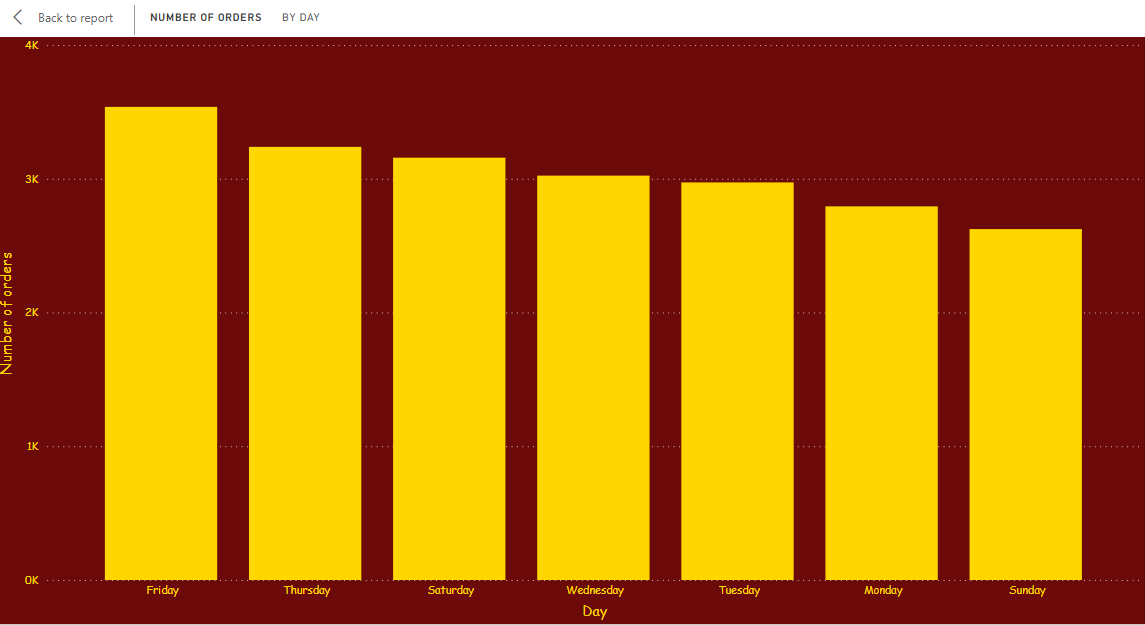 Back to report
NUMBER OF ORDERS BY DAY
4K
3K
2K
1K
0K
Number of orders
Friday Thursday Saturday Wednesday Tuesday Monday Sunday
Day